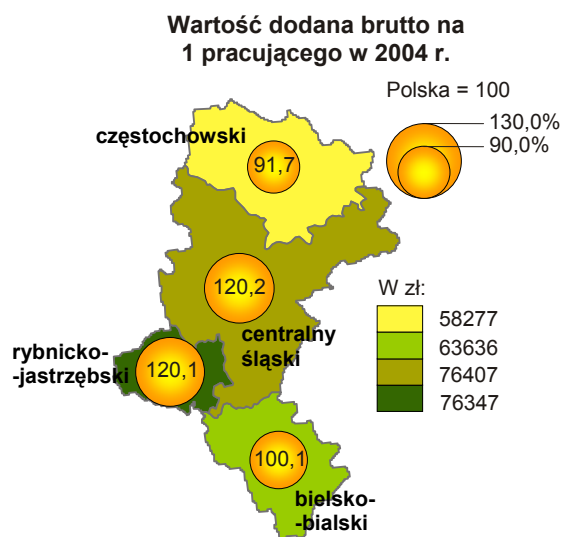 Wartość dodana brutto na
1 pracującego w 2004 r.
Polska = 100
130,0%
90,0%
częstochowski
91,7
120,2
centralny
śląski
rybnicko-
-jastrzębski
120,1
100,1
bielsko-
-bialski
W zł:
58277
63636
76407
76347